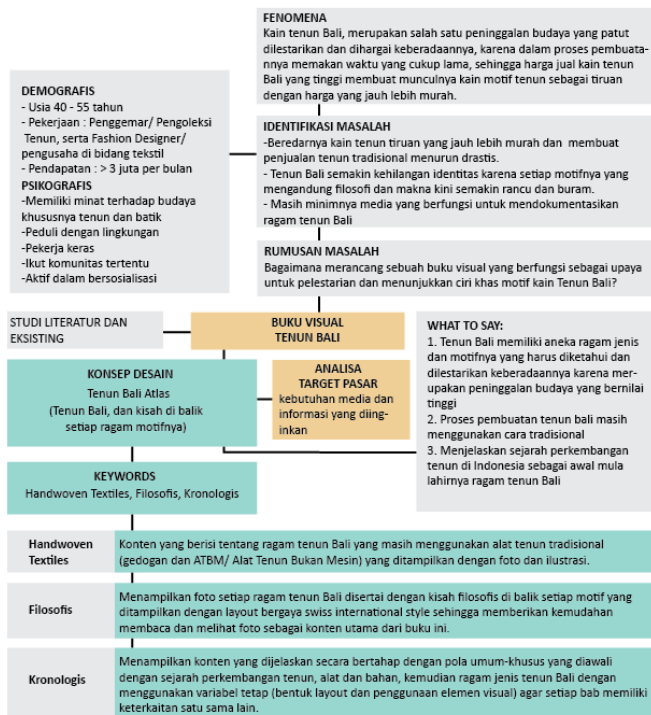 FENOMENA
Kain tenun Bali, merupakan salah satu peninggalan budaya yang patut
dilestarikan dan dihargai keberadaannya, karena dalam proses pembuata-
nnya memakan waktu yang cukup lama, sehingga harga jual kain tenun
Bali yang tinggi membuat munculnya kain motif tenun sebagai tiruan
dengan harga yang jauh lebih murah.
DEMOGRAFIS
- Usia 40 - 55 tahun
- Pekerjaan : Penggemar/ Pengoleksi
Tenun, serta Fashion Designer/
pengusaha di bidang tekstil
- Pendapatan : > 3 juta per bulan
PSIKOGRAFIS
-Memiliki minat terhadap budaya
khususnya tenun dan batik
-Peduli dengan lingkungan
-Pekerja keras
-Ikut komunitas tertentu
-Aktif dalam bersosialisasi
IDENTIFIKASI MASALAH
-Beredarnya kain tenun tiruan yang jauh lebih murah dan membuat
penjualan tenun tradisional menurun drastis.
- Tenun Bali semakin kehilangan identitas karena setiap motifnya yang
mengandung filosofi dan makna kini semakin rancu dan buram.
- Masih minimnya media yang berfungsi untuk mendokumentasikan
ragam tenun Bali
RUMUSAN MASALAH
Bagaimana merancang sebuah buku visual yang berfungsi sebagai upaya
untuk pelestarian dan menunjukkan ciri khas motif kain Tenun Bali?
STUDI LITERATUR DAN
EKSISTING
BUKU VISUAL
TENUN BALI
WHAT TO SAY:
1. Tenun Bali memiliki aneka ragam jenis
dan motifnya yang harus diketahui dan
dilestarikan keberadaannya karena mer-
upakan peninggalan budaya yang bernilai
tinggi
2. Proses pembuatan tenun bali masih
menggunakan cara tradisional
3. Menjelaskan sejarah perkembangan
tenun di Indonesia sebagai awal mula
lahirnya ragam tenun Bali
KONSEP DESAIN
Tenun Bali Atlas
(Tenun Bali, dan kisah di balik
setiap ragam motifnya)
ANALISA
TARGET PASAR
kebutuhan media dan
informasi yang diing-
inkan
KEYWORDS
Handwoven Textiles, Filosofis, Kronologis
Handwoven
Textiles
Konten yang berisi tentang ragam tenun Bali yang masih menggunakan alat tenun tradisional
(gedogan dan ATBM/ Alat Tenun Bukan Mesin) yang ditampilkan dengan foto dan ilustrasi.
Filosofis
Menampilkan foto setiap ragam tenun Bali disertai dengan kisah filosofis di balik setiap motif yang
ditampilkan dengan layout bergaya swiss international style sehingga memberikan kemudahan
membaca dan melihat foto sebagai konten utama dari buku ini.
Kronologis
Menampilkan konten yang dijelaskan secara bertahap dengan pola umum-khusus yang diawali
dengan sejarah perkembangan tenun, alat dan bahan, kemudian ragam jenis tenun Bali dengan
menggunakan variabel tetap (bentuk layout dan penggunaan elemen visual) agar setiap bab memiliki
keterkaitan satu sama lain.